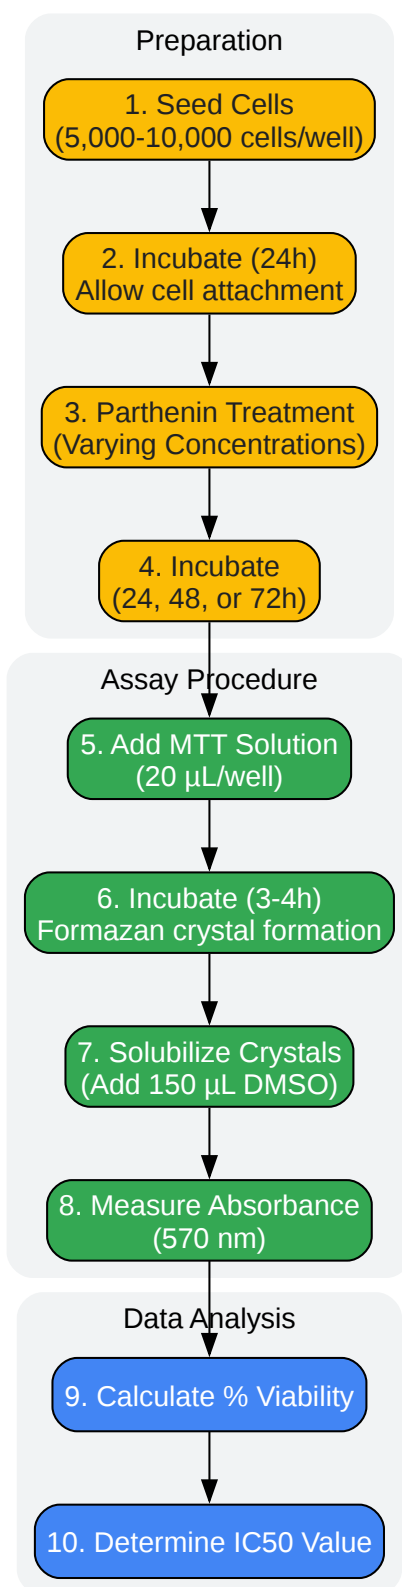 Preparation
1. Seed Cells
(5,000-10,000 cells/well)
2. Incubate (24h)
Allow cell attachment
3. Parthenin Treatment
(Varying Concentrations)
4. Incubate
(24, 48, or 72h)
Assay Procedure
5. Add MTT Solution
(20 µL/well)
6. Incubate (3-4h)
Formazan crystal formation
7. Solubilize Crystals
(Add 150 µL DMSO)
8. Measure Absorbance
(570 nm)
Data Analysis
9. Calculate % Viability
10. Determine IC50 Value